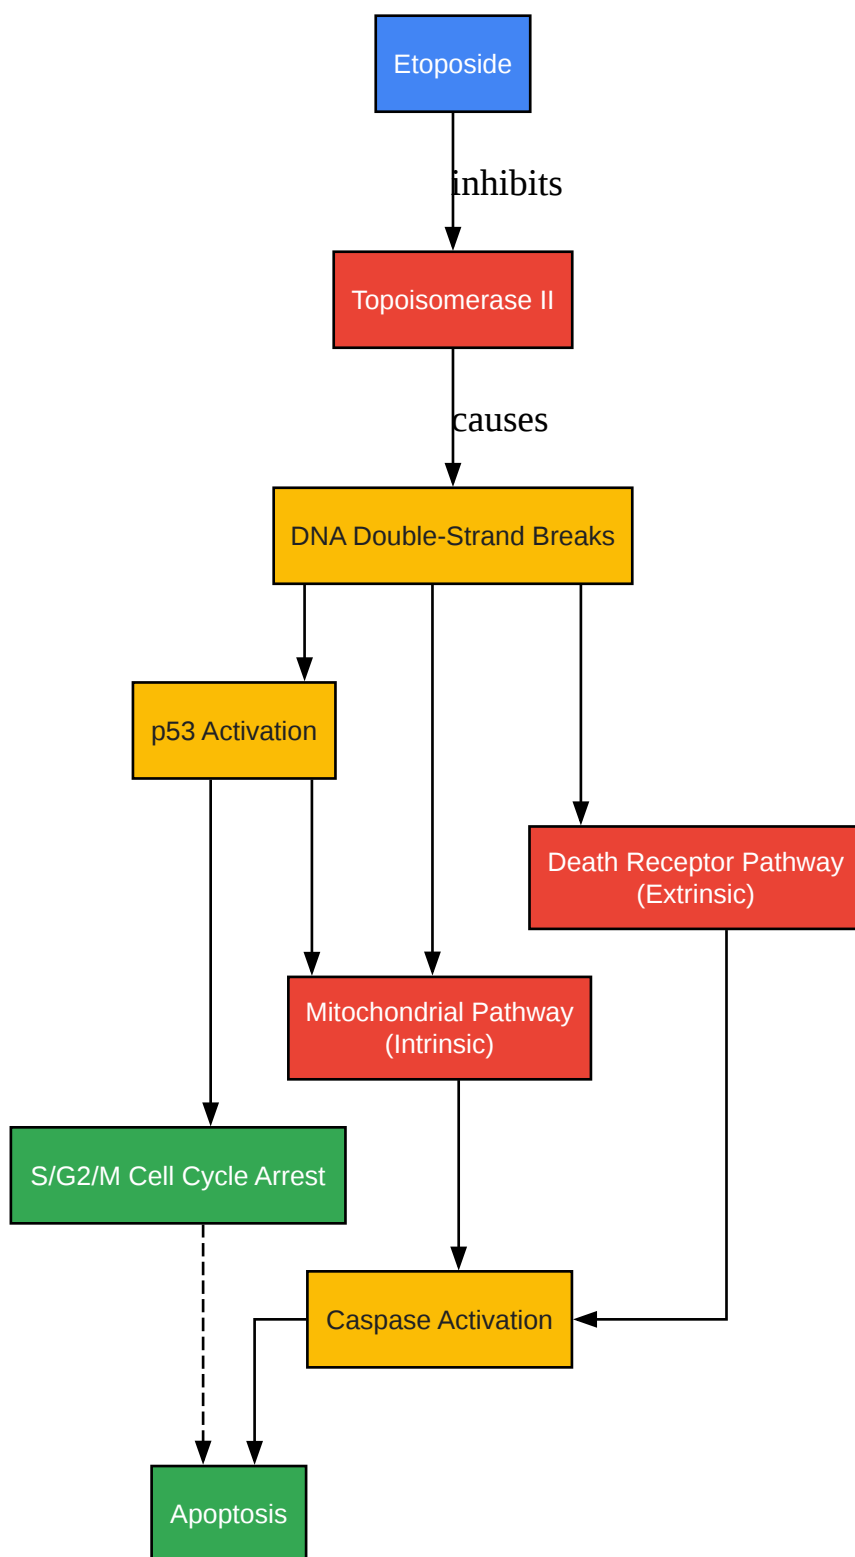 Etoposide
inhibits
Topoisomerase II
causes
DNA Double-Strand Breaks
p53 Activation
Death Receptor Pathway
(Extrinsic)
Mitochondrial Pathway
(Intrinsic)
S/G2/M Cell Cycle Arrest
Caspase Activation
Apoptosis